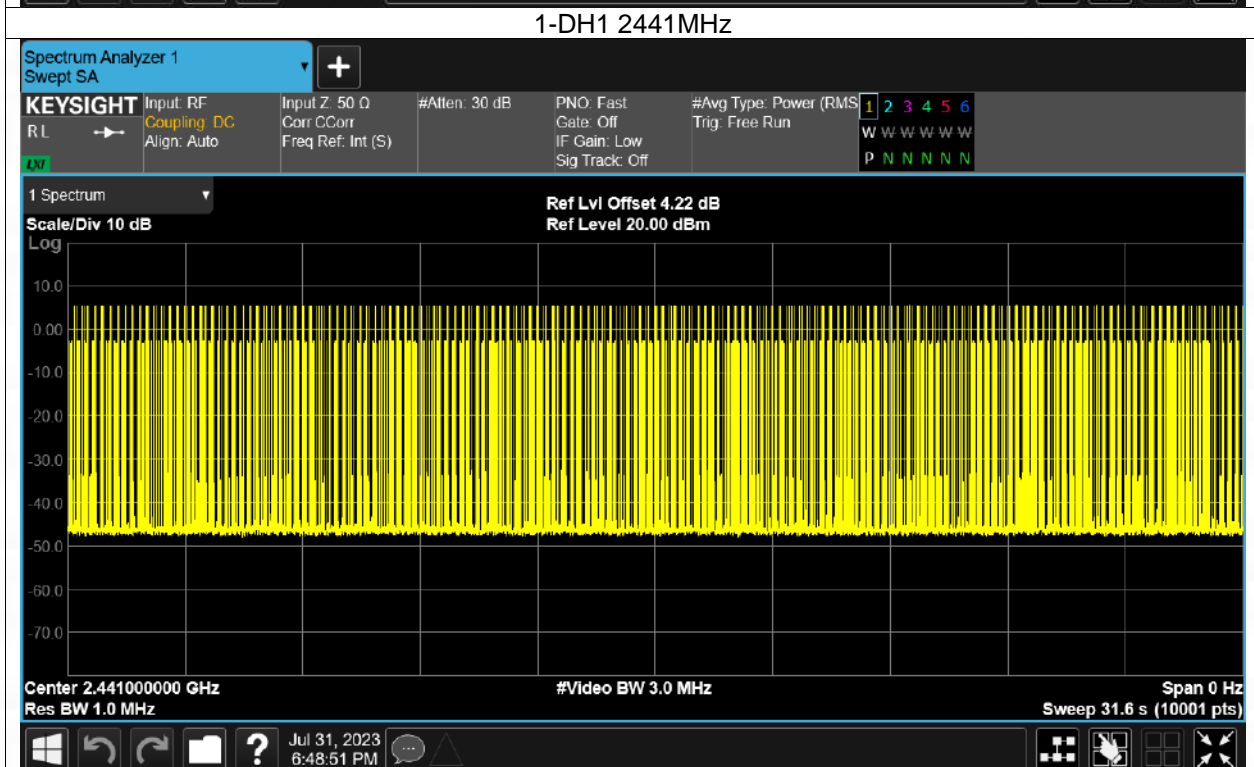 1-DH1 2441MHz
Spectrum Analyzer 1
Swept SA
+
KEYSIGHT
RL
LXI
Input: RF
Coupling: DC
Align: Auto
Input Z: 50 Ω
Corr CCorr
Freq Ref: Int (S)
#Atten: 30 dB
PNO: Fast
Gate: Off
IF Gain: Low
Sig Track: Off
#Avg Type: Power (RMS
Trig: Free Run
1 2 3 4 5 6
W W W W W W
P N N N N N
1 Spectrum
Scale/Div 10 dB
Ref Lvl Offset 4.22 dB
Ref Level 20.00 dBm
Log
10.0
0.00
-10.0
-20.0
-30.0
-40.0
-50.0
-60.0
-70.0
Center 2.441000000 GHz
Res BW 1.0 MHz
#Video BW 3.0 MHz
Span 0 Hz
Sweep 31.6 s (10001 pts)
?
Jul 31, 2023
6:48:51 PM